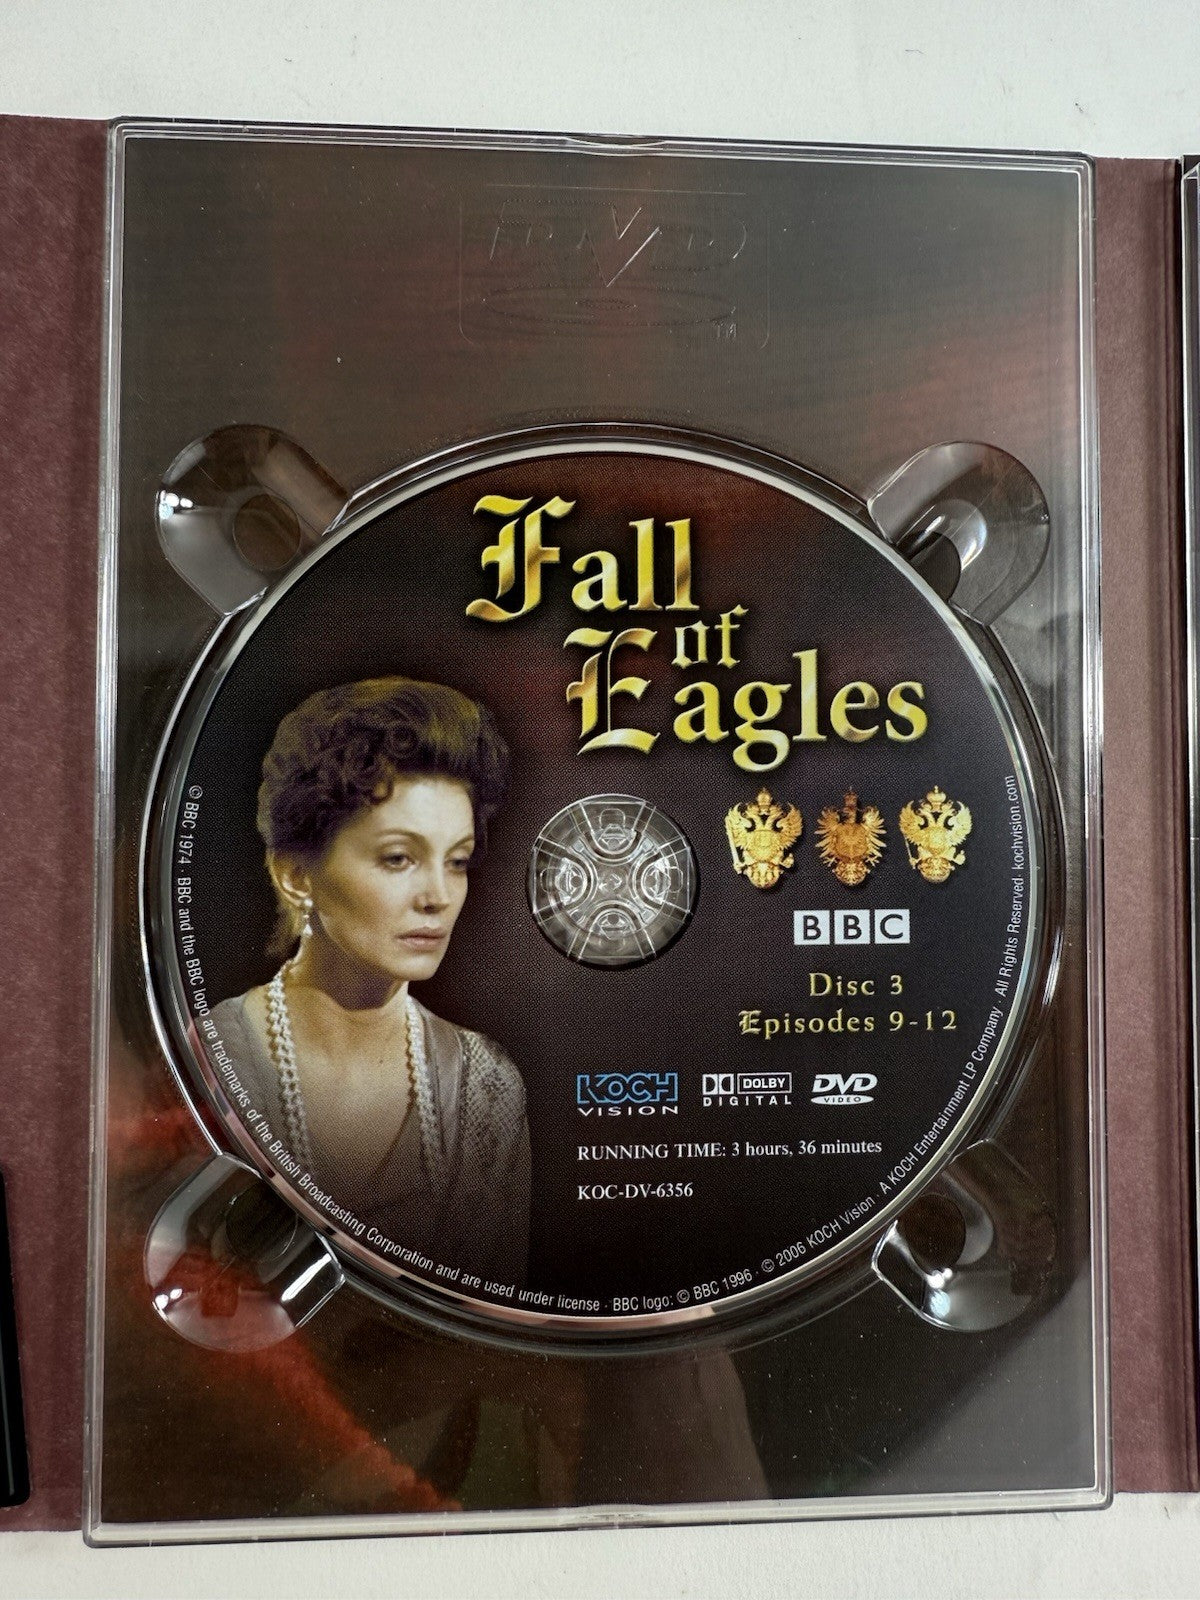 Fall
of
Eagles
BBC
Disc 3
Episodes 9-12
KOCH
VISION
DOLBY
DIGITAL
DVD
VIDEO
RUNNING TIME: 3 hours, 36 minutes
KOC-DV-6356
© BBC 1974 · BBC and the BBC logo are trademarks of the British Broadcasting Corporation and are used under license · BBC logo: © BBC 1996 · © 2006 KOCH Vision · A KOCH Entertainment LP Company · All Rights Reserved · kochvision.com
TM